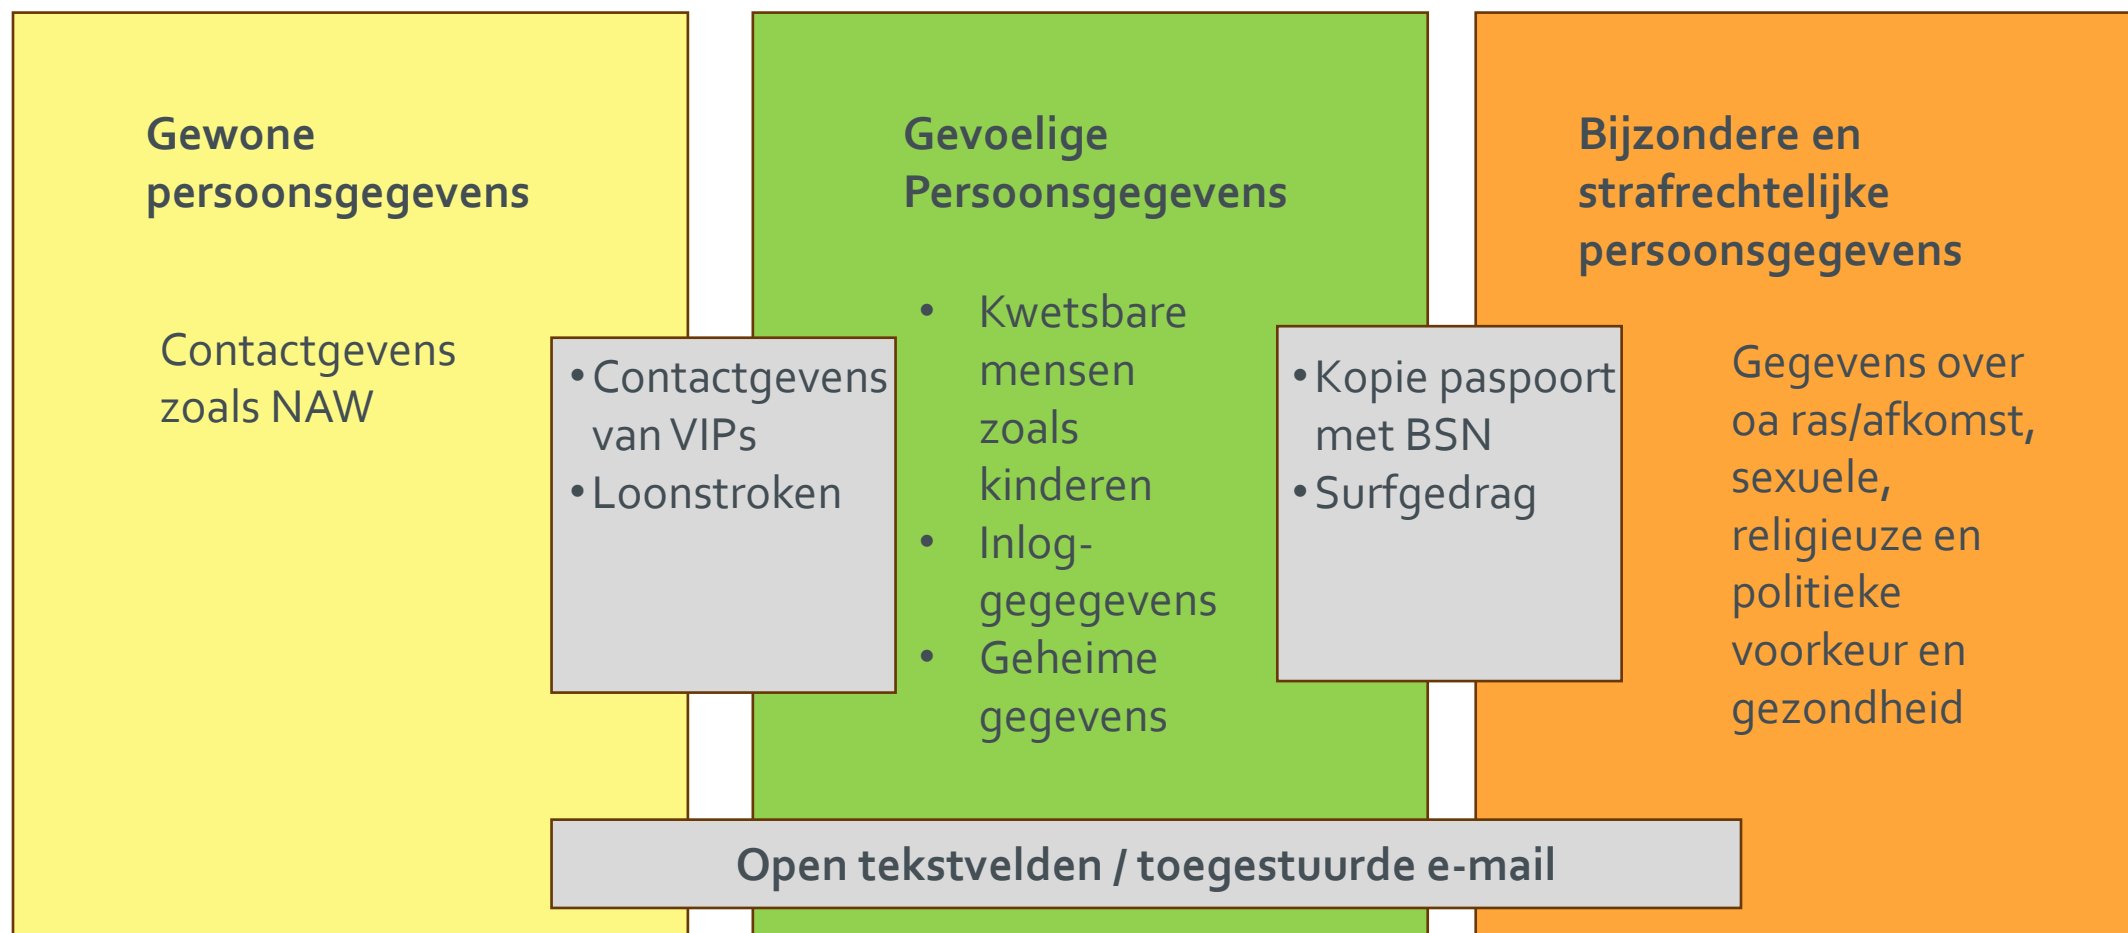 Gewone
persoonsgegevens
Contactgevens
zoals NAW
• Contactgevens
van VIPs
• Loonstroken
Gevoelige
Persoonsgegevens
• Kwetsbare
mensen
zoals
kinderen
• Inlog-
gegegevens
• Geheime
gegevens
• Kopie paspoort
met BSN
• Surfgedrag
Bijzondere en
strafrechtelijke
persoonsgegevens
Gegevens over
oa ras/afkomst,
sexuele,
religieuze en
politieke
voorkeur en
gezondheid
Open tekstvelden / toegestuurde e-mail